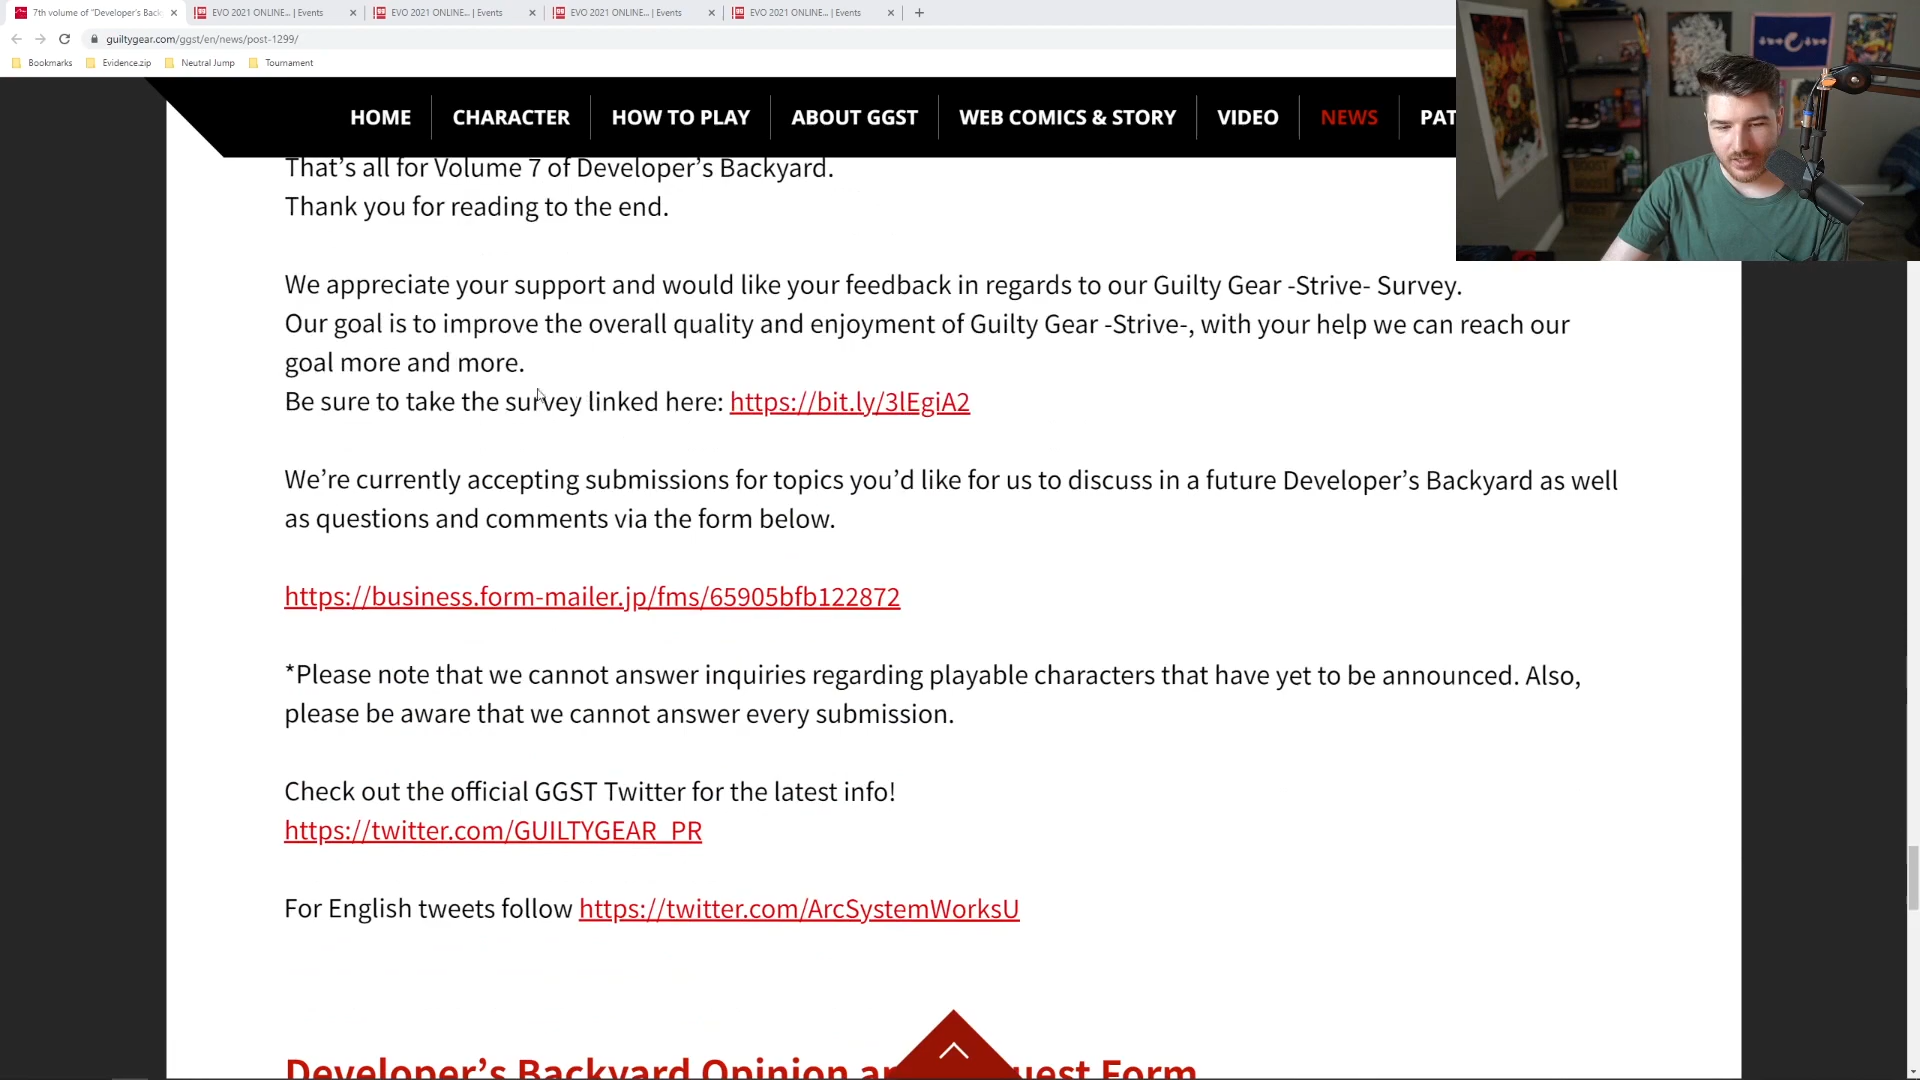 7th volume of "Developer's Back
EVO 2021 ONLINE... | Events
EVO 2021 ONLINE... | Events
EVO 2021 ONLINE... | Events
EVO 2021 ONLINE... | Events
guiltygear.com/ggst/en/news/post-1299/
Bookmarks
Evidence.zip
Neutral Jump
Tournament
HOME
CHARACTER
HOW TO PLAY
ABOUT GGST
WEB COMICS & STORY
VIDEO
NEWS
PAT
That's all for Volume 7 of Developer's Backyard.
Thank you for reading to the end.
We appreciate your support and would like your feedback in regards to our Guilty Gear -Strive- Survey.
Our goal is to improve the overall quality and enjoyment of Guilty Gear -Strive-, with your help we can reach our
goal more and more.
Be sure to take the survey linked here: https://bit.ly/3lEgiA2
We're currently accepting submissions for topics you'd like for us to discuss in a future Developer's Backyard as well
as questions and comments via the form below.
https://business.form-mailer.jp/fms/65905bfb122872
*Please note that we cannot answer inquiries regarding playable characters that have yet to be announced. Also,
please be aware that we cannot answer every submission.
Check out the official GGST Twitter for the latest info!
https://twitter.com/GUILTYGEAR_PR
For English tweets follow https://twitter.com/ArcSystemWorksU
Developer's Backyard Opinion an uest Form